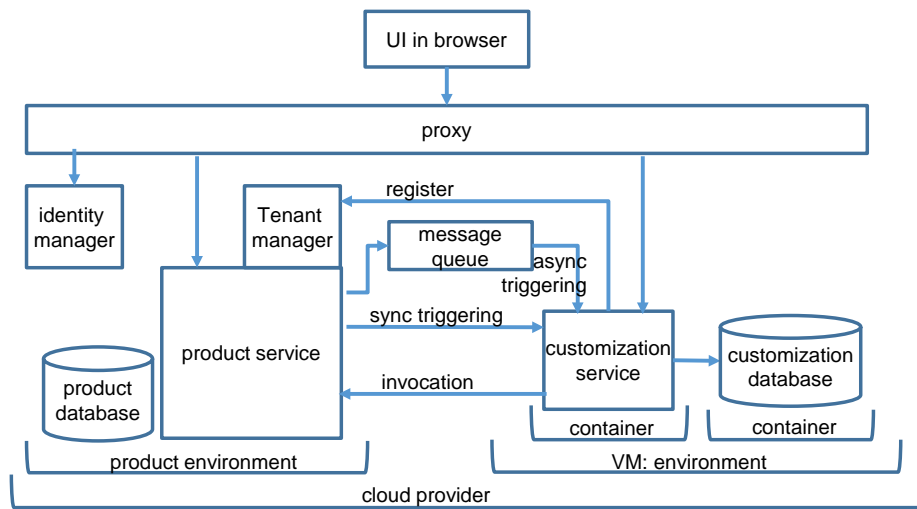 UI in browser
proxy
identity
manager
Tenant
manager
register
message
queue
async
triggering
sync triggering
product service
customization
service
customization
database
product
database
invocation
container
container
product environment
VM: environment
cloud provider